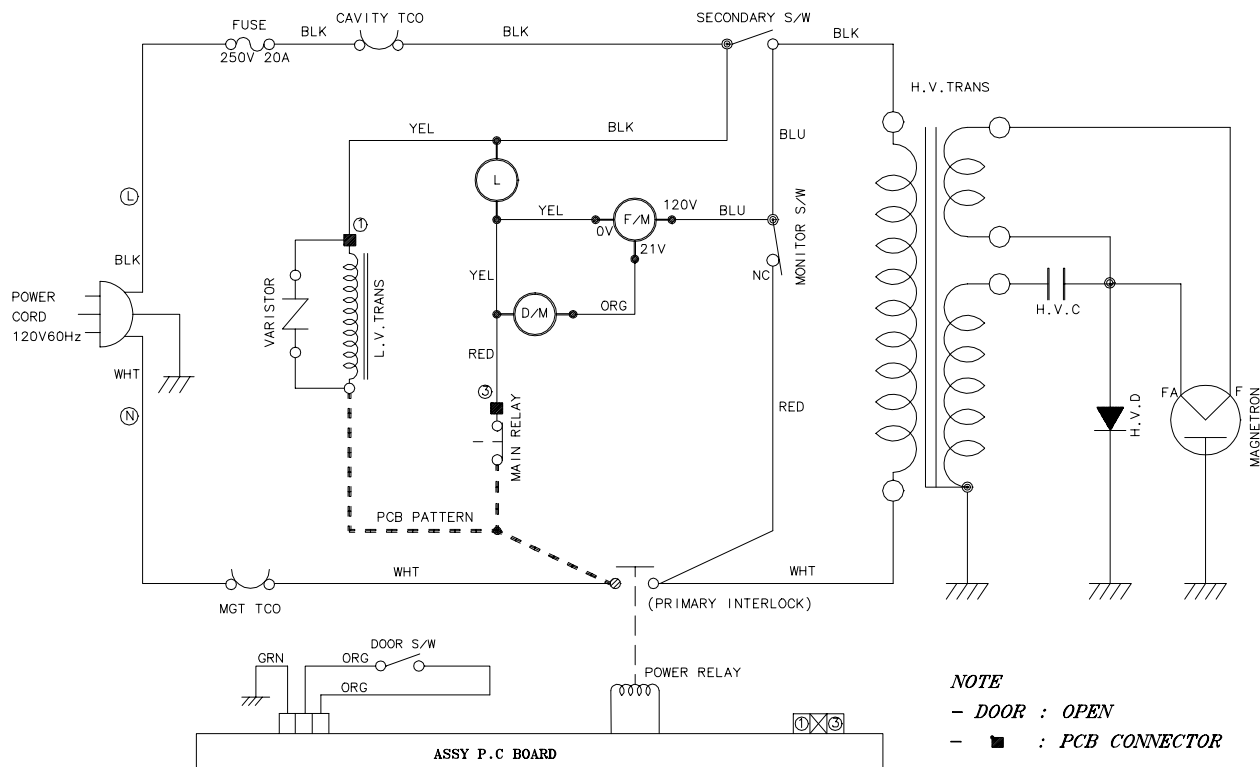 FUSE
250V 20A
BLK
CAVITY TCO
BLK
SECONDARY S/W
BLK
H.V.TRANS
YEL
BLK
BLU
L
L
YEL
F/M
120V
0V
21V
BLU
MONITOR S/W
NC
1
BLK
VARISTOR
L.V.TRANS
YEL
D/M
ORG
H.V.C
POWER
CORD
120V60Hz
WHT
N
RED
3
MAIN RELAY
RED
FA
F
H.V.D
MAGNETRON
PCB PATTERN
WHT
WHT
MGT TCO
(PRIMARY INTERLOCK)
GRN
ORG
DOOR S/W
ORG
POWER RELAY
1
3
ASSY P.C BOARD
NOTE
- DOOR : OPEN
- ■ : PCB CONNECTOR